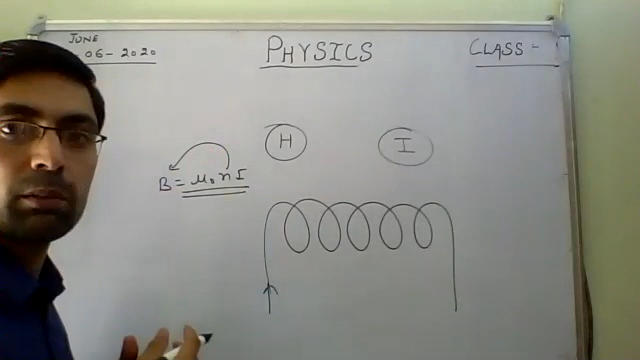 JUNE
06-2020
PHYSICS
CLASS-
H
I
B = μ₀nI